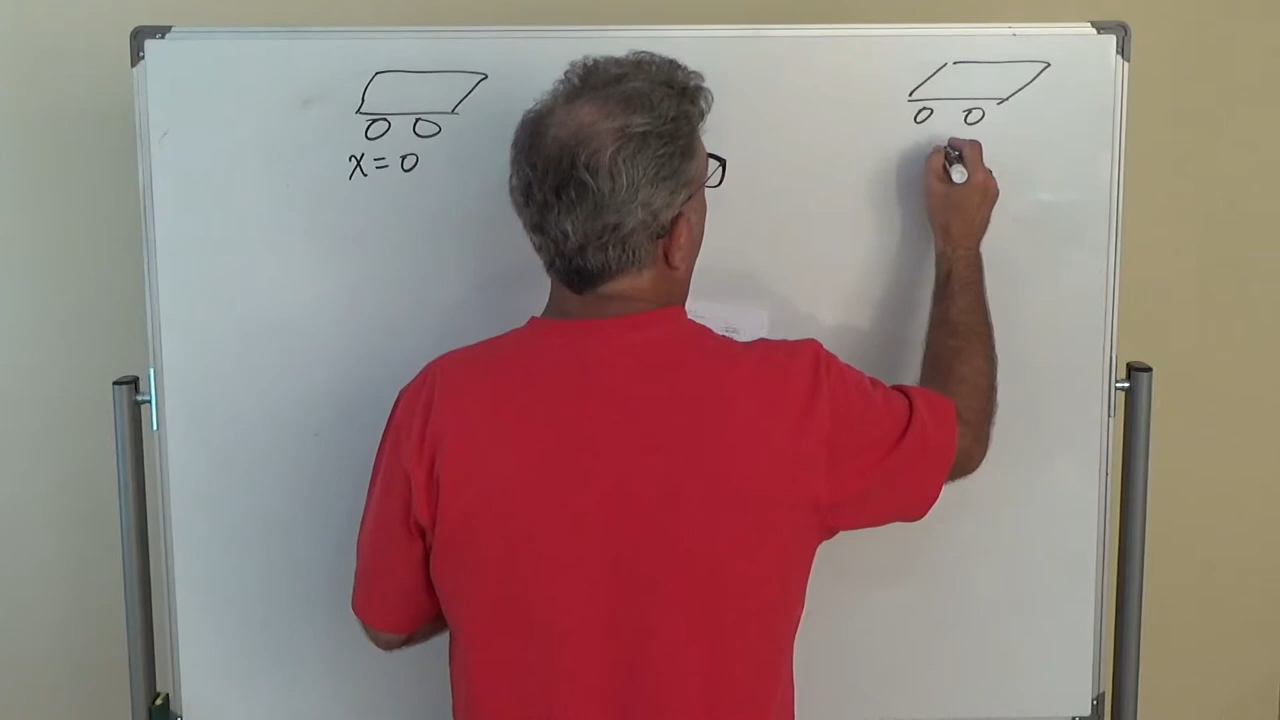 x = 0